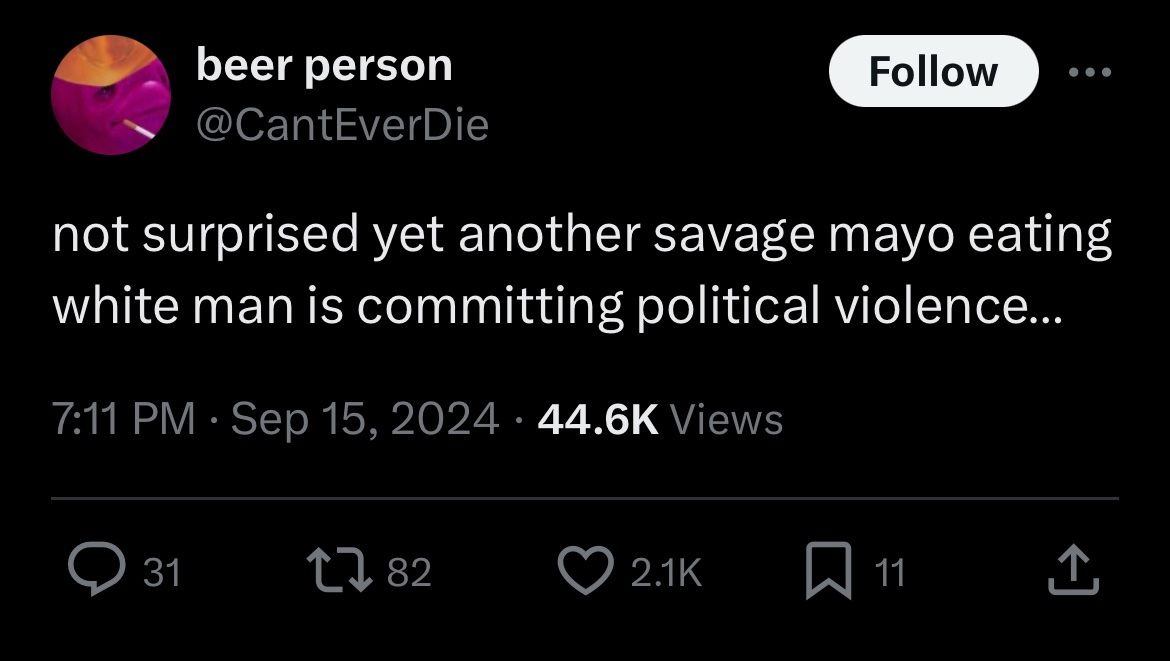 beer person
Follow
@CantEverDie
not surprised yet another savage mayo eating
white man is committing political violence...
7:11 PM · Sep 15, 2024 · 44.6K Views
31 82 2.1K 11